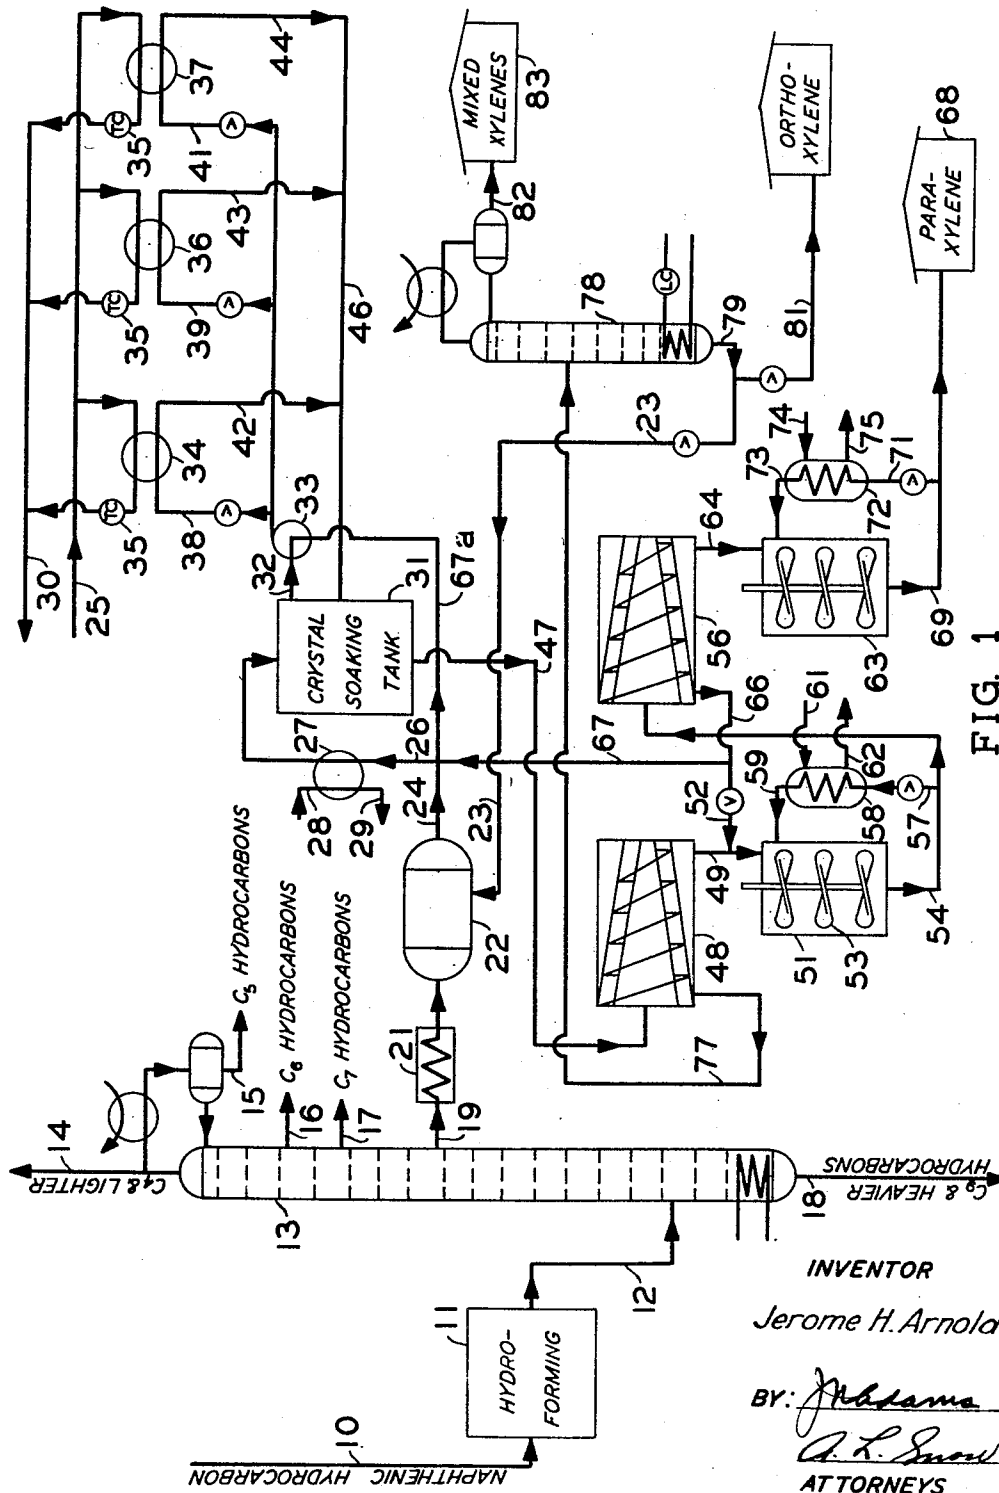 NAPHTHENIC HYDROCARBON
10
HYDRO-
FORMING
11
12
13
C4 & LIGHTER
14
15
C5 HYDROCARBONS
16
C6 HYDROCARBONS
17
C7 HYDROCARBONS
18
C9 & HEAVIER
HYDROCARBONS
19
21
22
23
23
24
25
26
27
28
29
30
CRYSTAL
SOAKING
TANK
31
32
33
34
TC
35
TC
35
TC
35
36
37
38
V
39
V
41
V
42
43
44
46
47
48
49
51
52
V
53
54
56
57
V
58
59
61
62
63
64
66
67
67a
68
PARA-
XYLENE
69
71
V
72
73
74
75
77
78
LC
79
V
V
81
ORTHO-
XYLENE
82
MIXED
XYLENES
83
FIG. 1
INVENTOR
Jerome H. Arnold
BY:
J. Adams
A. L. Snow
ATTORNEYS